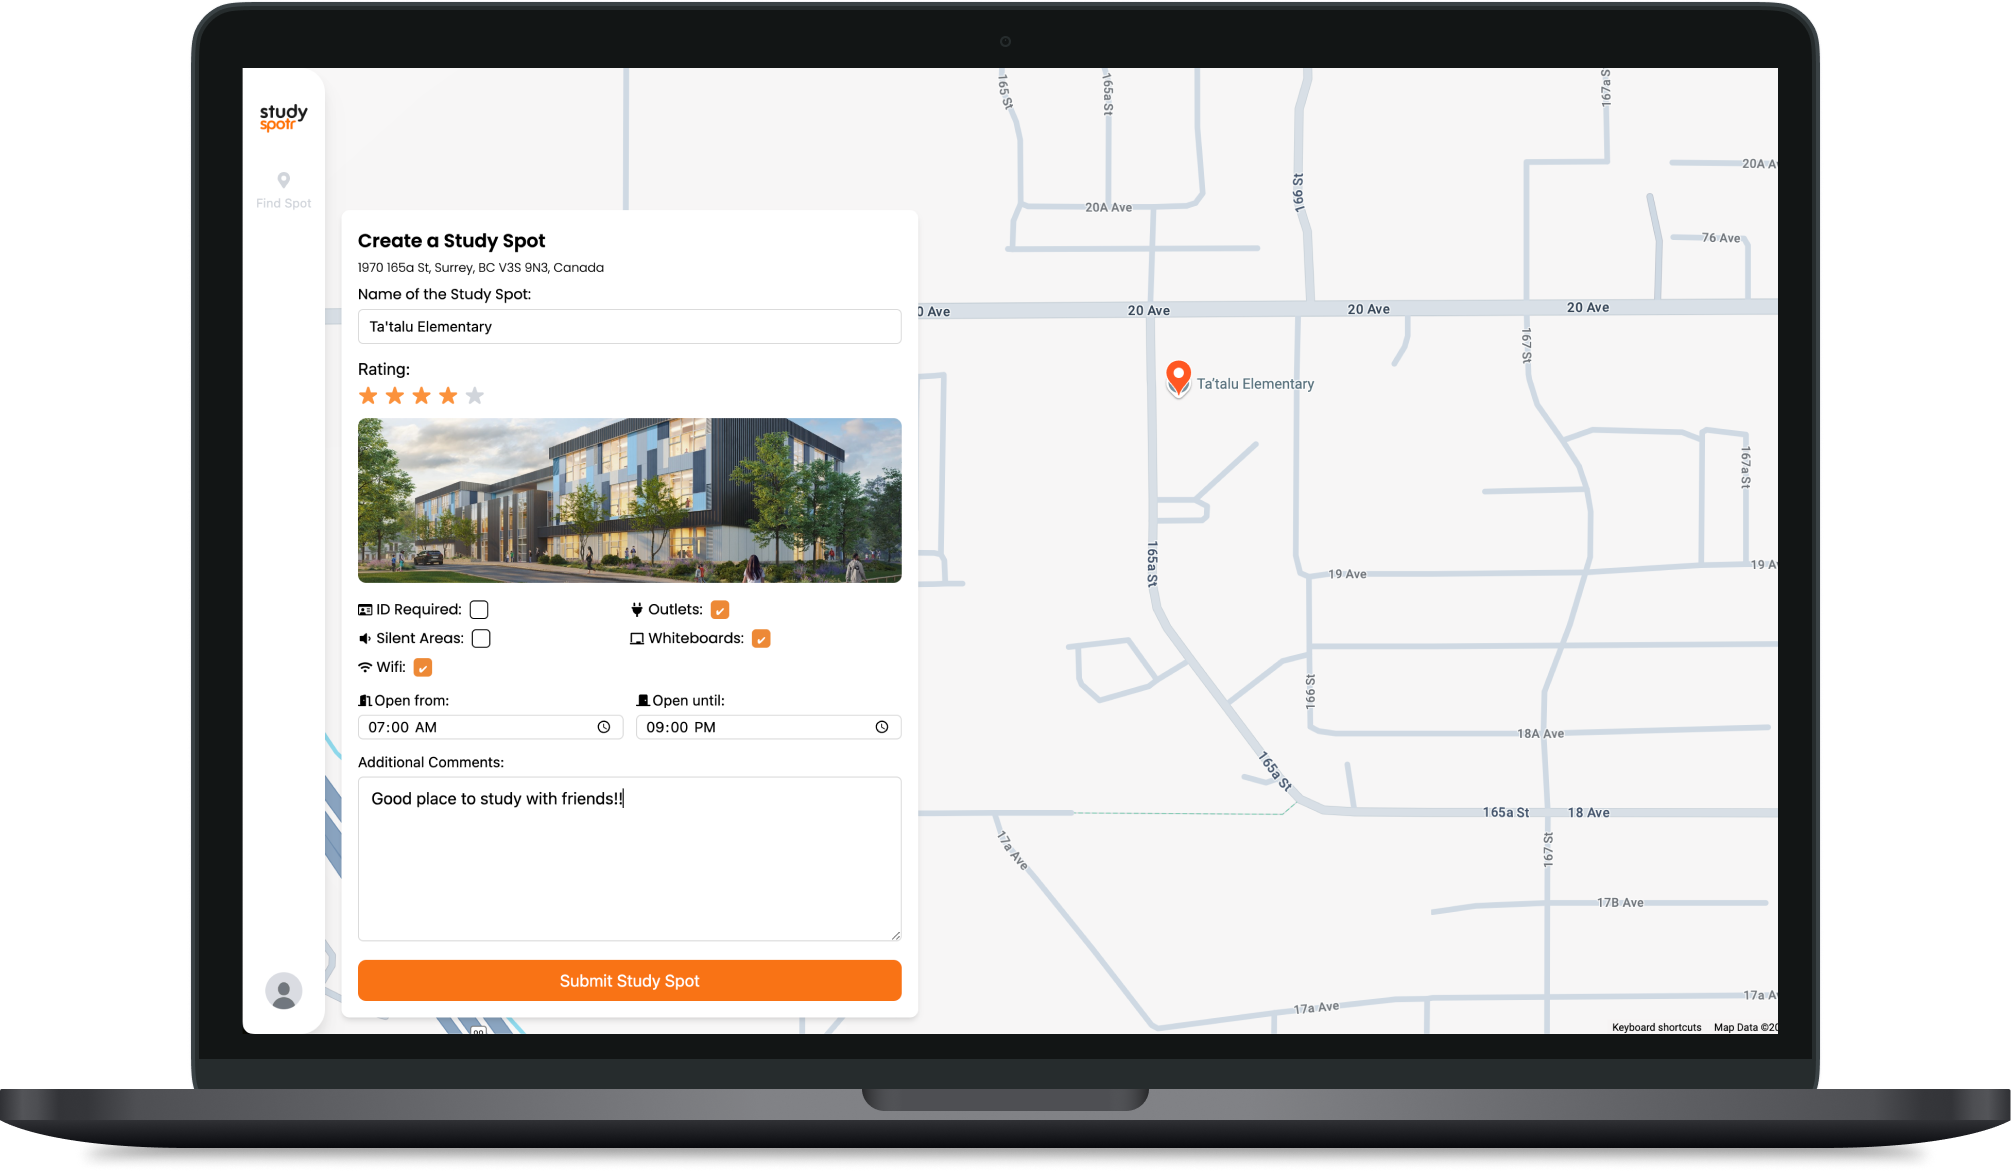 study
spotr
Find Spot
Create a Study Spot
1970 165a St, Surrey, BC V3S 9N3, Canada
Name of the Study Spot:
Ta'talu Elementary
Rating:
ID Required:
Outlets:
Silent Areas:
Whiteboards:
Wifi:
Open from:
Open until:
07:00 AM
09:00 PM
Additional Comments:
Good place to study with friends!!
Submit Study Spot
165 St
165a St
167a S
20A Av
166 St
20A Ave
76 Ave
0 Ave
20 Ave
20 Ave
20 Ave
167 St
Ta'talu Elementary
167a St
165a St
19 Ave
19 A
166 St
18A Ave
165a St
165a St
18 Ave
17a Ave
167 St
17B Ave
17a Ave
17a A
Keyboard shortcuts
Map Data ©20